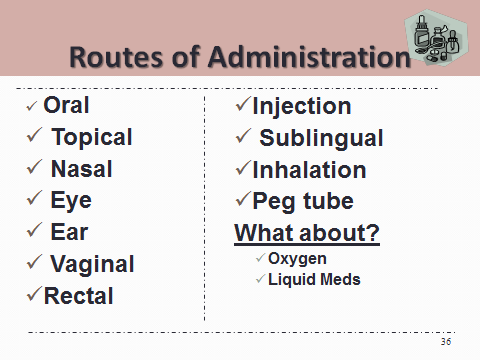 Routes of Administration
✓ Oral
✓ Topical
✓ Nasal
✓ Eye
✓ Ear
✓ Vaginal
✓ Rectal
✓ Injection
✓ Sublingual
✓ Inhalation
✓ Peg tube
What about?
✓ Oxygen
✓ Liquid Meds
36